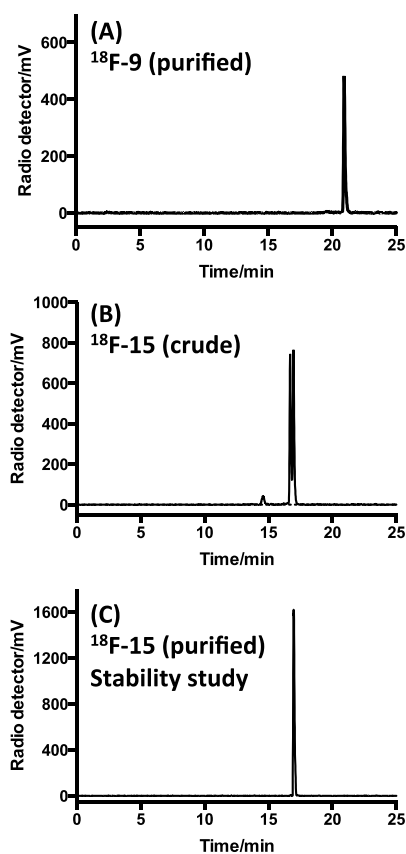 (A)
¹⁸F-9 (purified)
Radio detector/mV
600
400
200
0
0 5 10 15 20 25
Time/min
(B)
¹⁸F-15 (crude)
Radio detector/mV
1000
800
600
400
200
0
0 5 10 15 20 25
Time/min
(C)
¹⁸F-15 (purified)
Stability study
Radio detector/mV
1600
1200
800
400
0
0 5 10 15 20 25
Time/min